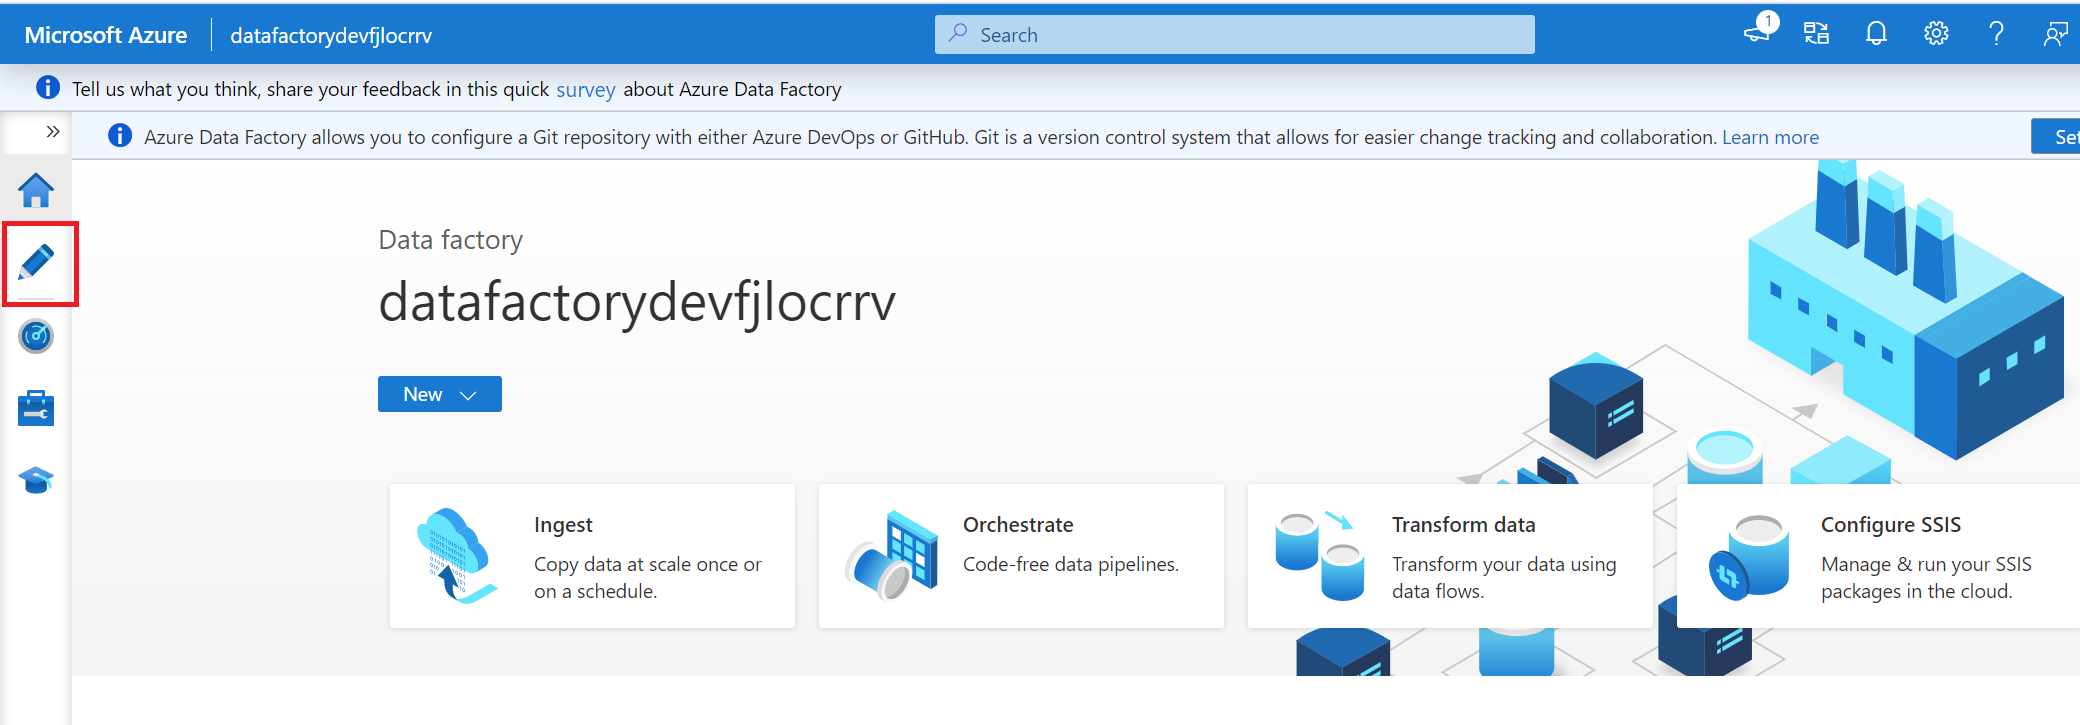 Microsoft Azure
datafactorydevfjlocrrv
Search
1
Tell us what you think, share your feedback in this quick survey about Azure Data Factory
Azure Data Factory allows you to configure a Git repository with either Azure DevOps or GitHub. Git is a version control system that allows for easier change tracking and collaboration. Learn more
Set
Data factory
datafactorydevfjlocrrv
New
Ingest
Copy data at scale once or
on a schedule.
Orchestrate
Code-free data pipelines.
Transform data
Transform your data using
data flows.
Configure SSIS
Manage & run your SSIS
packages in the cloud.